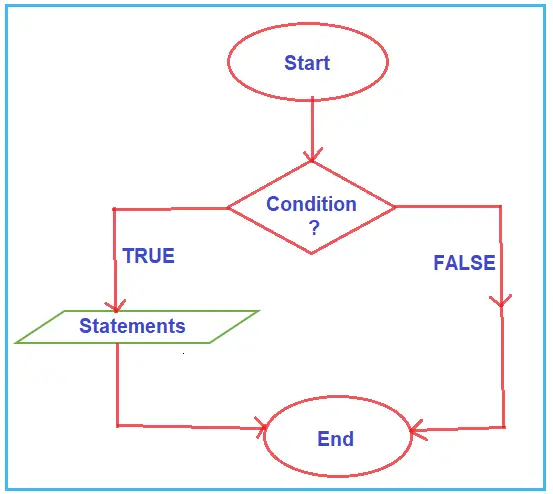 Start
Condition
?
TRUE
FALSE
Statements
End